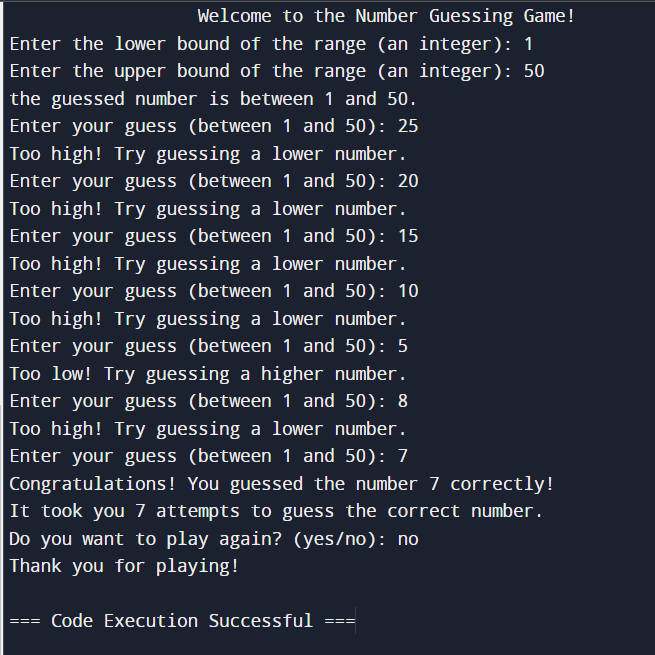 Welcome to the Number Guessing Game!
Enter the lower bound of the range (an integer): 1
Enter the upper bound of the range (an integer): 50
the guessed number is between 1 and 50.
Enter your guess (between 1 and 50): 25
Too high! Try guessing a lower number.
Enter your guess (between 1 and 50): 20
Too high! Try guessing a lower number.
Enter your guess (between 1 and 50): 15
Too high! Try guessing a lower number.
Enter your guess (between 1 and 50): 10
Too high! Try guessing a lower number.
Enter your guess (between 1 and 50): 5
Too low! Try guessing a higher number.
Enter your guess (between 1 and 50): 8
Too high! Try guessing a lower number.
Enter your guess (between 1 and 50): 7
Congratulations! You guessed the number 7 correctly!
It took you 7 attempts to guess the correct number.
Do you want to play again? (yes/no): no
Thank you for playing!
=== Code Execution Successful ===